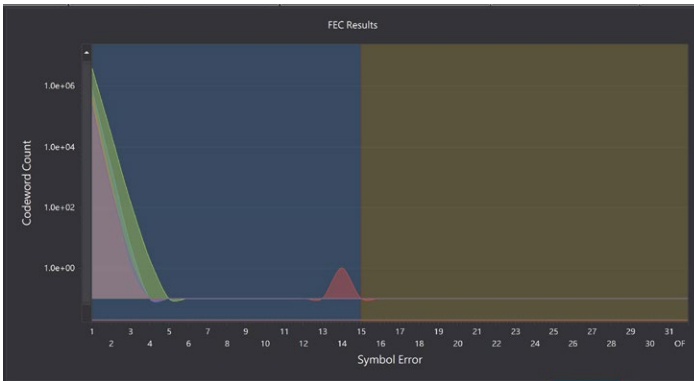 FEC Results
1.0e+06
1.0e+04
1.0e+02
1.0e+00
Codeword Count
1 3 5 7 9 11 13 15 17 19 21 23 25 27 29 31
2 4 6 8 10 12 14 16 18 20 22 24 26 28 30 OF
Symbol Error